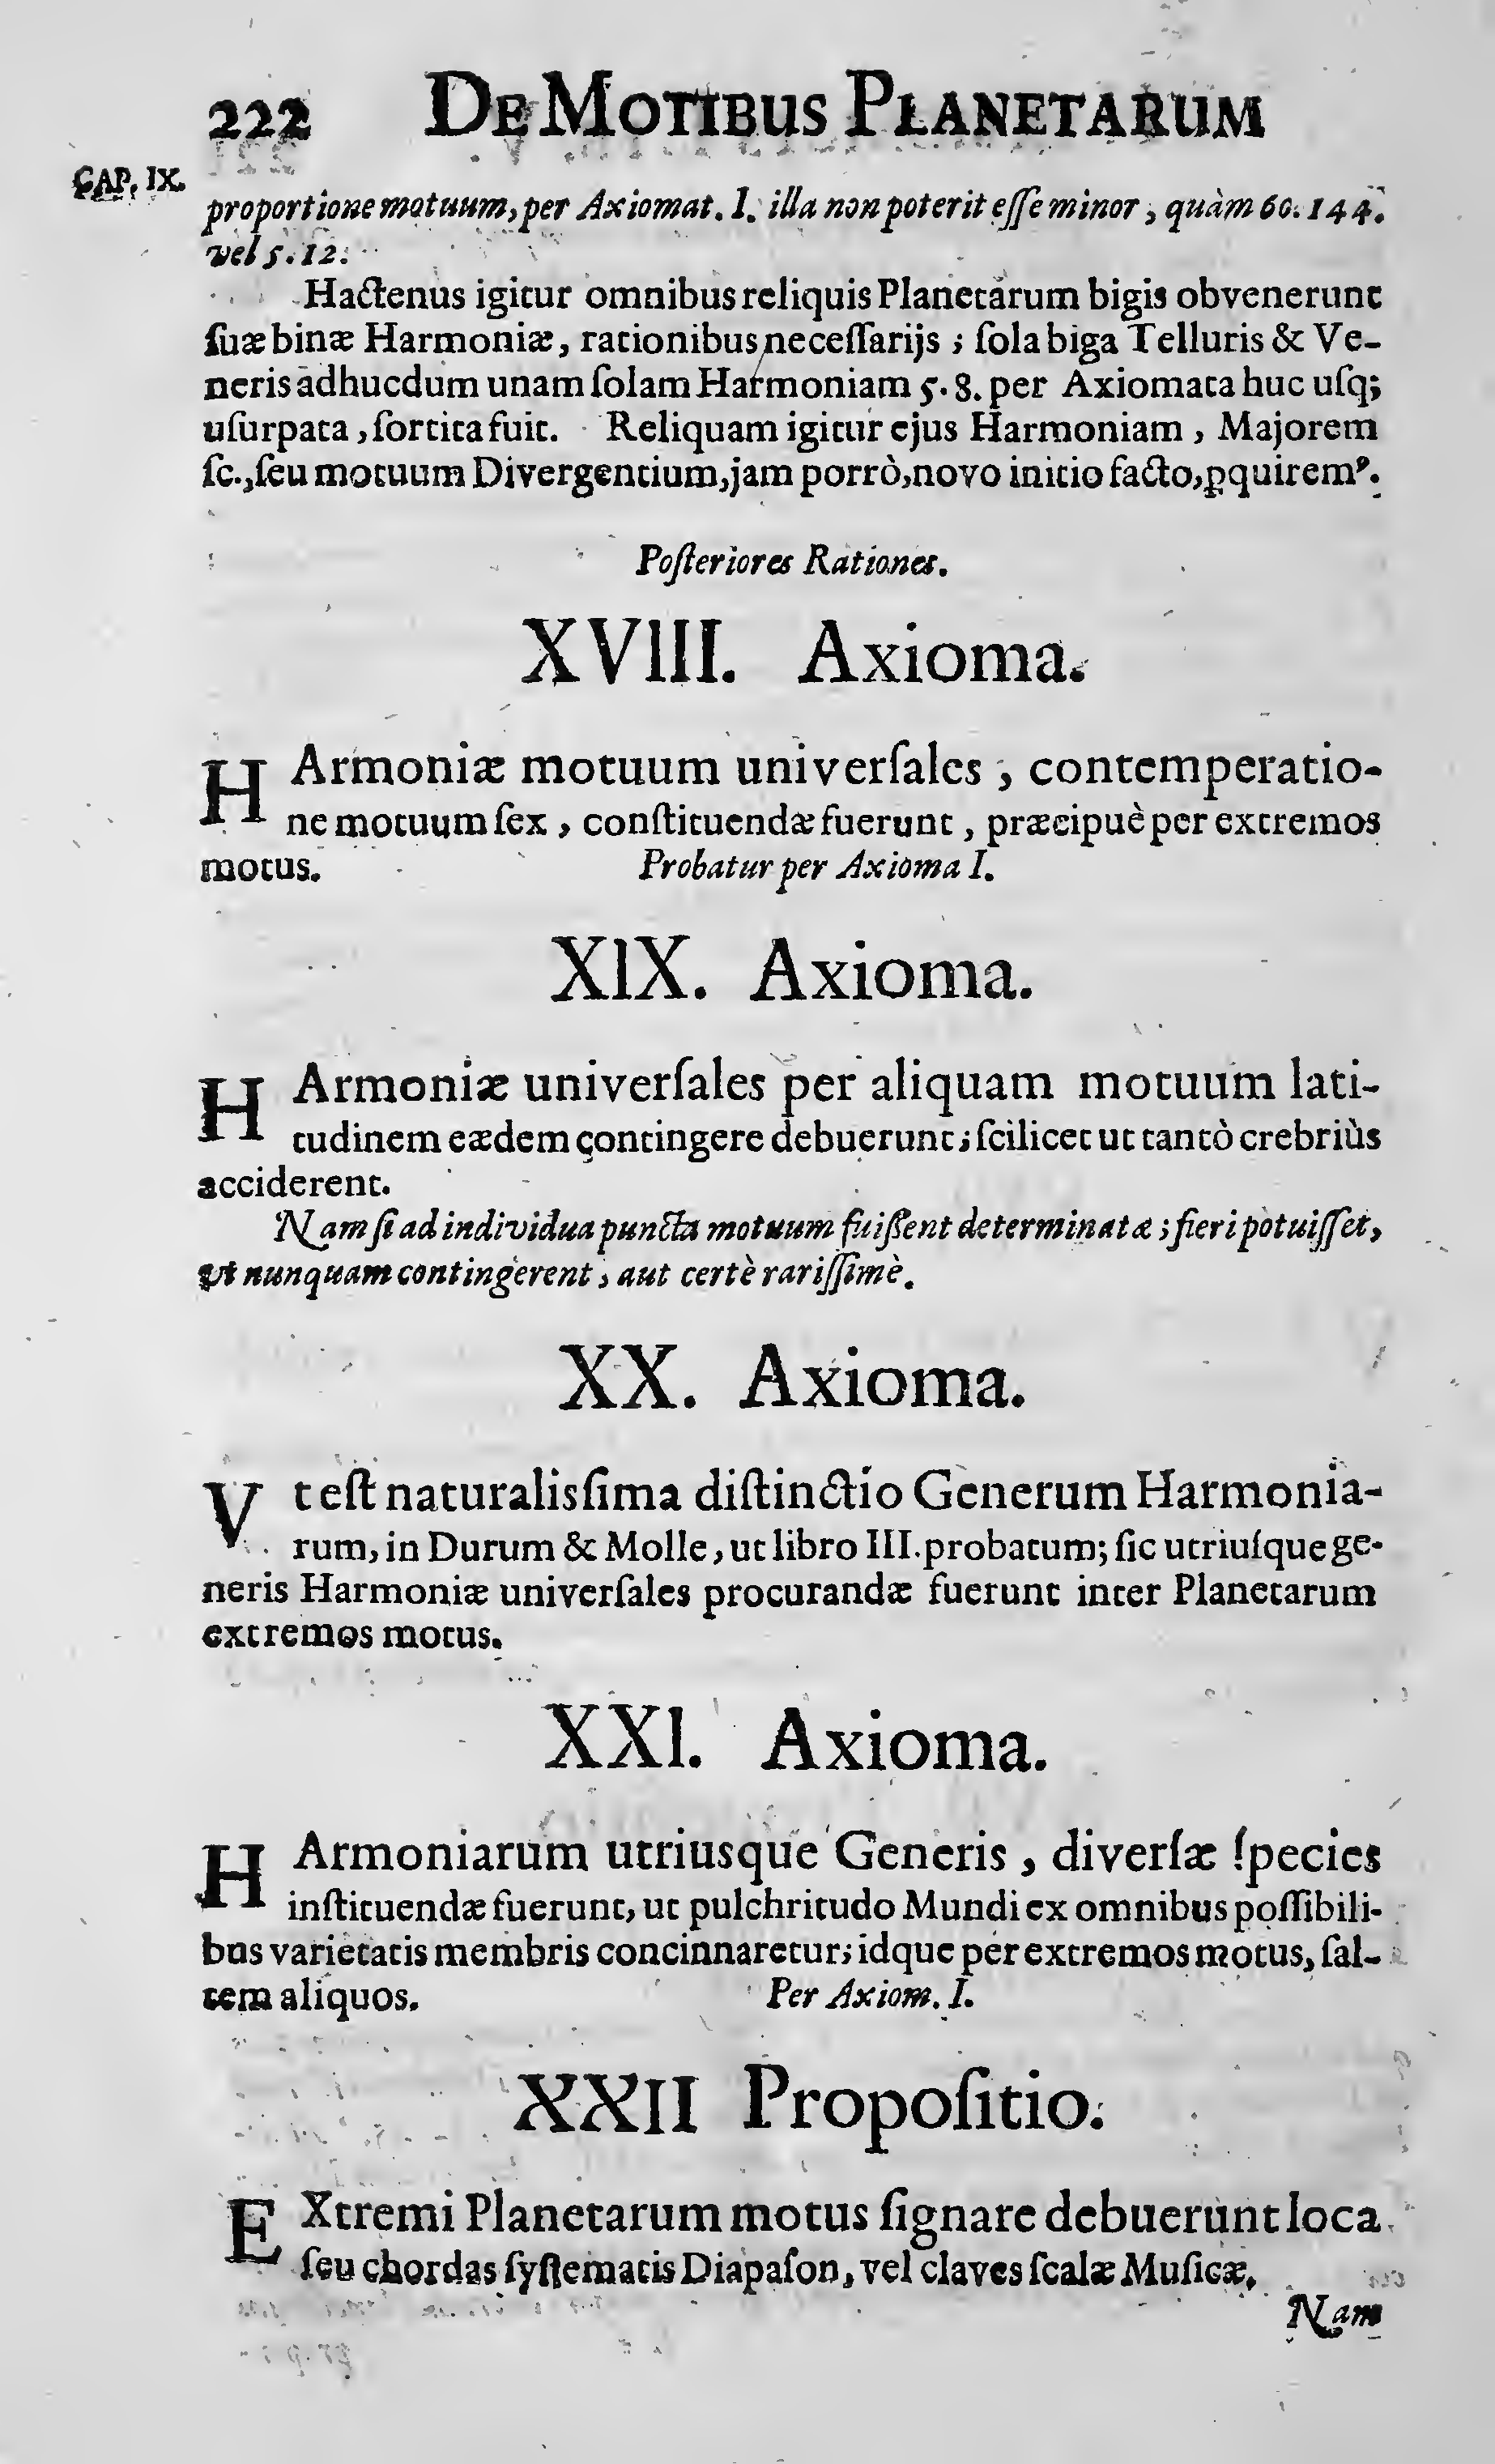 222 DE MOTIBUS PLANETARUM
CAP. IX.
proportione motuum, per Axiomat. I. illa non poterit eſſe minor, quàm 60. 144.
vel 5. 12.
Hactenus igitur omnibus reliquis Planetarum bigis obvenerunt
ſuæ binæ Harmoniæ, rationibus neceſſarijs; ſola biga Telluris & Ve-
neris adhucdum unam ſolam Harmoniam 5. 8. per Axiomata huc uſq;
uſurpata, ſortita fuit. Reliquam igitur ejus Harmoniam, Majorem
ſc., ſeu motuum Divergentium, jam porrò, novo initio facto, ꝑquiremꝰ.
Poſteriores Rationes.
XVIII. Axioma.
HArmoniæ motuum univerſales, contemperatio-
ne motuum ſex, conſtituendæ fuerunt, præcipuè per extremos
motus. Probatur per Axioma I.
XIX. Axioma.
HArmoniæ univerſales per aliquam motuum lati-
tudinem eædem contingere debuerunt; ſcilicet ut tantò crebriùs
acciderent.
Nam ſi ad individua puncta motuum fuiſſent determinatæ; fieri potuiſſet,
ut nunquam contingerent, aut certè rariſſimè.
XX. Axioma.
Vt eſt naturalisſima diſtinctio Generum Harmonia-
rum, in Durum & Molle, ut libro III. probatum; ſic utriuſque ge-
neris Harmoniæ univerſales procurandæ fuerunt inter Planetarum
extremos motus.
XXI. Axioma.
HArmoniarum utriusque Generis, diverſæ ſpecies
inſtituendæ fuerunt, ut pulchritudo Mundi ex omnibus poſſibili-
bus varietatis membris concinnaretur; idque per extremos motus, ſal-
tem aliquos. Per Axiom. I.
XXII Propoſitio.
EXtremi Planetarum motus ſignare debuerunt loca
ſeu chordas ſyſtematis Diapaſon, vel claves ſcalæ Muſicæ.
Nam